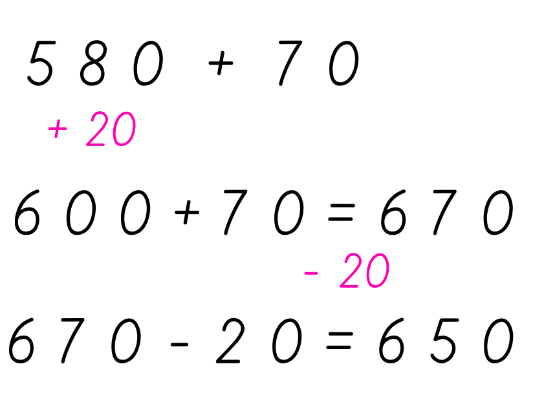 580 + 70
+ 20
600 + 70 = 670
- 20
670 - 20 = 650